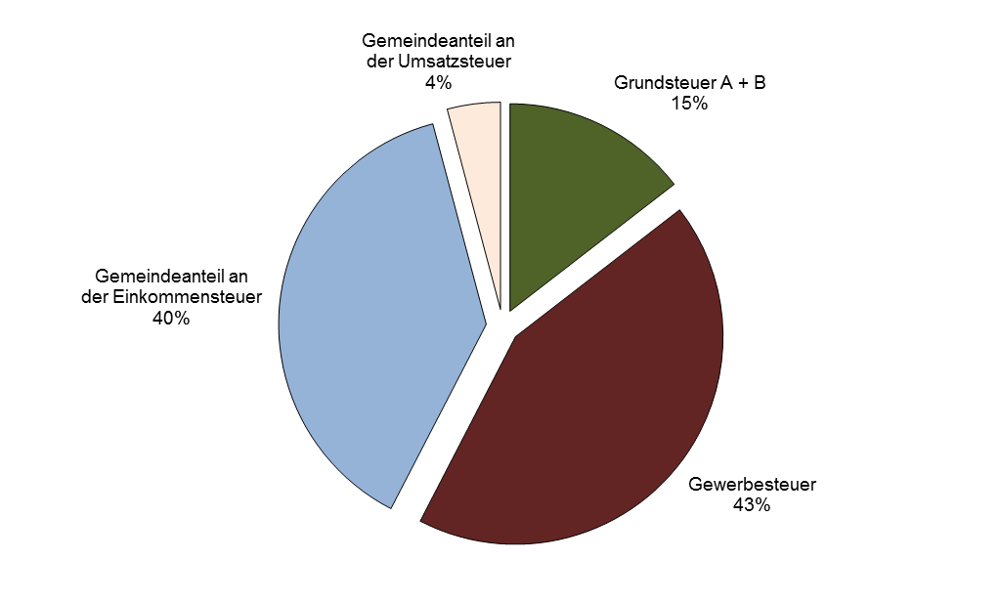 Gemeindeanteil an
der Umsatzsteuer
4%
Grundsteuer A + B
15%
Gemeindeanteil an
der Einkommensteuer
40%
Gewerbesteuer
43%